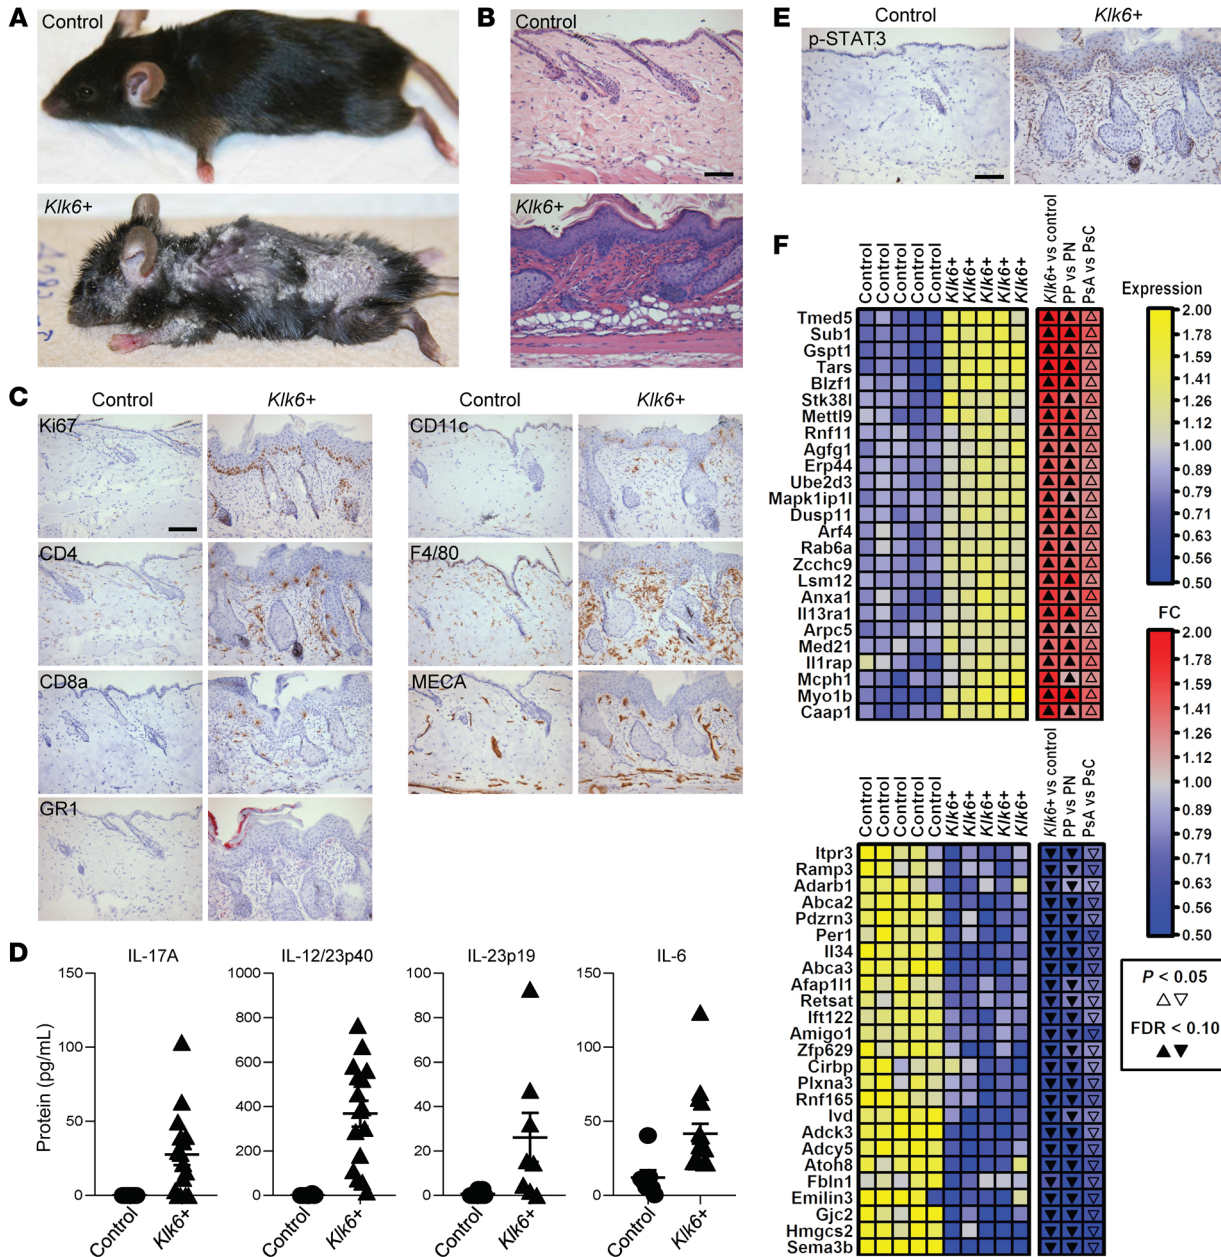 A
Control
Klk6+
B
Control
Klk6+
C
Control
Klk6+
Control
Klk6+
Ki67
CD11c
CD4
F4/80
CD8a
MECA
GR1
D
IL-17A
IL-12/23p40
IL-23p19
IL-6
Protein (pg/mL)
150
100
50
0
1000
800
600
400
200
0
100
80
60
40
20
0
150
100
50
0
Control
Klk6+
Control
Klk6+
Control
Klk6+
Control
Klk6+
E
Control
Klk6+
p-STAT3
F
Control
Control
Control
Control
Control
Klk6+
Klk6+
Klk6+
Klk6+
Klk6+
Klk6+ vs control
PP vs PN
PsA vs PsC
Tmed5
Sub1
Gspt1
Tars
Blzf1
Stk38l
Mettl9
Rnf11
Agfg1
Erp44
Ube2d3
Mapk1ip1l
Dusp11
Arf4
Rab6a
Zcchc9
Lsm12
Anxa1
Il13ra1
Arpc5
Med21
Il1rap
Mcph1
Myo1b
Caap1
Control
Control
Control
Control
Control
Klk6+
Klk6+
Klk6+
Klk6+
Klk6+
Klk6+ vs control
PP vs PN
PsA vs PsC
Itpr3
Ramp3
Adarb1
Abca2
Pdzrn3
Per1
Il34
Abca3
Afap1l1
Retsat
Ift122
Amigo1
Zfp629
Cirbp
Plxna3
Rnf165
Ivd
Adck3
Adcy5
Atoh8
Fbln1
Emilin3
Gjc2
Hmgcs2
Sema3b
Expression
2.00
1.78
1.59
1.41
1.26
1.12
1.00
0.89
0.79
0.71
0.63
0.56
0.50
FC
2.00
1.78
1.59
1.41
1.26
1.12
1.00
0.89
0.79
0.71
0.63
0.56
0.50
P < 0.05
FDR < 0.10